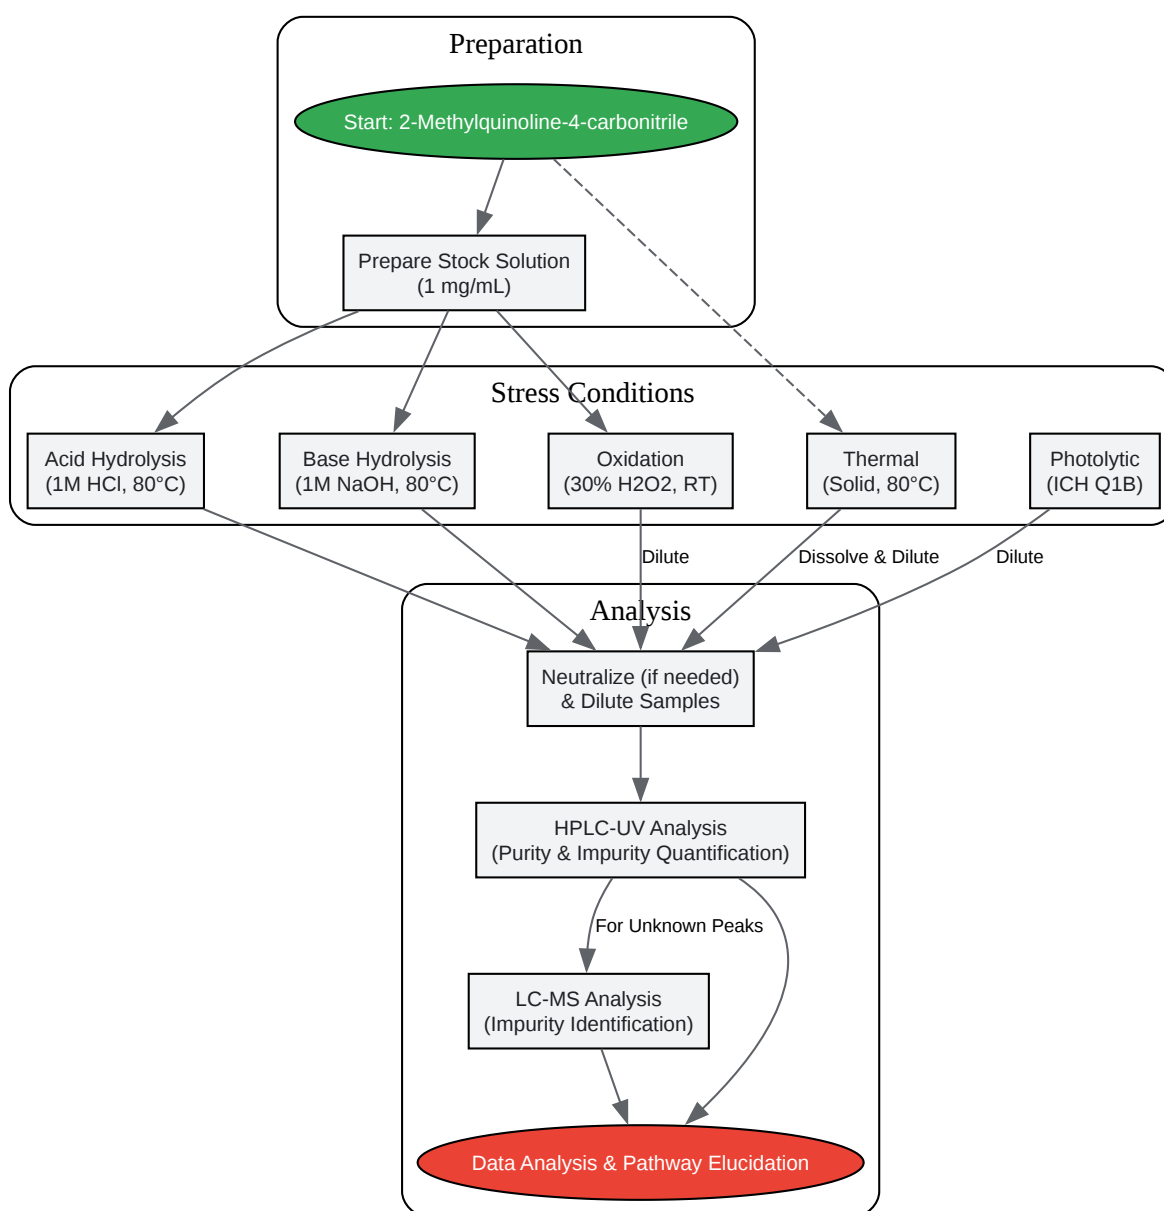 Preparation
Start: 2-Methylquinoline-4-carbonitrile
Prepare Stock Solution
(1 mg/mL)
Stress Conditions
Acid Hydrolysis
(1M HCl, 80°C)
Base Hydrolysis
(1M NaOH, 80°C)
Oxidation
(30% H2O2, RT)
Thermal
(Solid, 80°C)
Photolytic
(ICH Q1B)
Dilute
Dissolve & Dilute
Dilute
Analysis
Neutralize (if needed)
& Dilute Samples
HPLC-UV Analysis
(Purity & Impurity Quantification)
For Unknown Peaks
LC-MS Analysis
(Impurity Identification)
Data Analysis & Pathway Elucidation